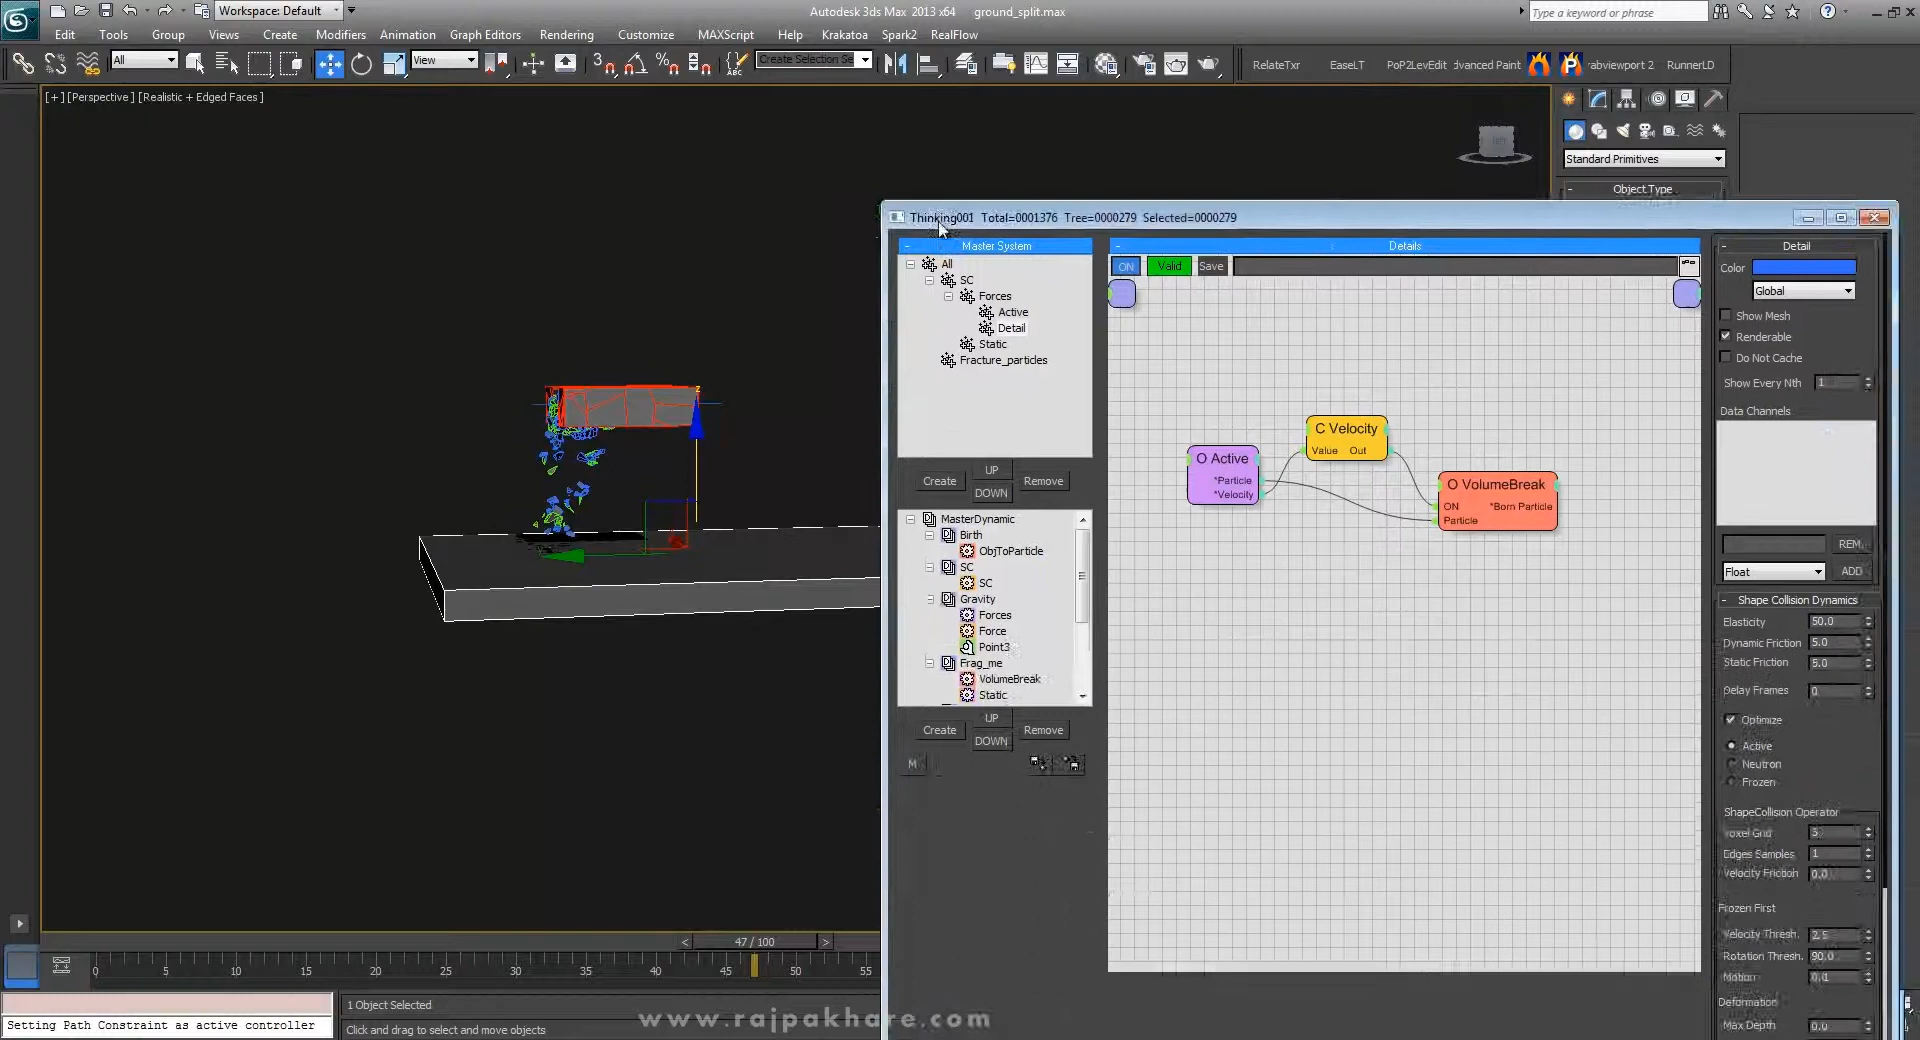 Workspace: Default
Autodesk 3ds Max 2013 x64 ground_split.max
Type a keyword or phrase
Edit Tools Group Views Create Modifiers Animation Graph Editors Rendering Customize MAXScript Help Krakatoa Spark2 RealFlow
All View Create Selection Se RelateTxr EaseLT PoP2LevEdit dvanced Paint rabviewport 2 RunnerLD
[+] [Perspective] [Realistic + Edged Faces]
Standard Primitives
Object Type
Thinking001 Total=0001376 Tree=0000279 Selected=0000279
Master System
All
SC
Forces
Active
Detail
Static
Fracture_particles
Create UP Remove
DOWN
MasterDynamic
Birth
ObjToParticle
SC
SC
Gravity
Forces
Force
Point3
Frag_me
VolumeBreak
Static
Create UP Remove
DOWN
M
Details
ON Valid Save
C Velocity
Value Out
O Active
*Particle
*Velocity
O VolumeBreak
ON *Born Particle
Particle
Detail
Color
Global
Show Mesh
Renderable
Do Not Cache
Show Every Nth 1
Data Channels
REM
Float ADD
Shape Collision Dynamics
Elasticity 50.0
Dynamic Friction 5.0
Static Friction 5.0
Delay Frames 0
Optimize
Active
Neutron
Frozen
ShapeCollision Operator
Voxel Grid 5
Edges Samples 1
Velocity Friction 0.0
Frozen First
Velocity Thresh. 2.5
Rotation Thresh. 90.0
Motion 0.1
Deformation
Max Depth 0.0
z
< 47 / 100 >
0 5 10 15 20 25 30 35 40 45 50 55
1 Object Selected
Setting Path Constraint as active controller
Click and drag to select and move objects
www.rajpakhare.com